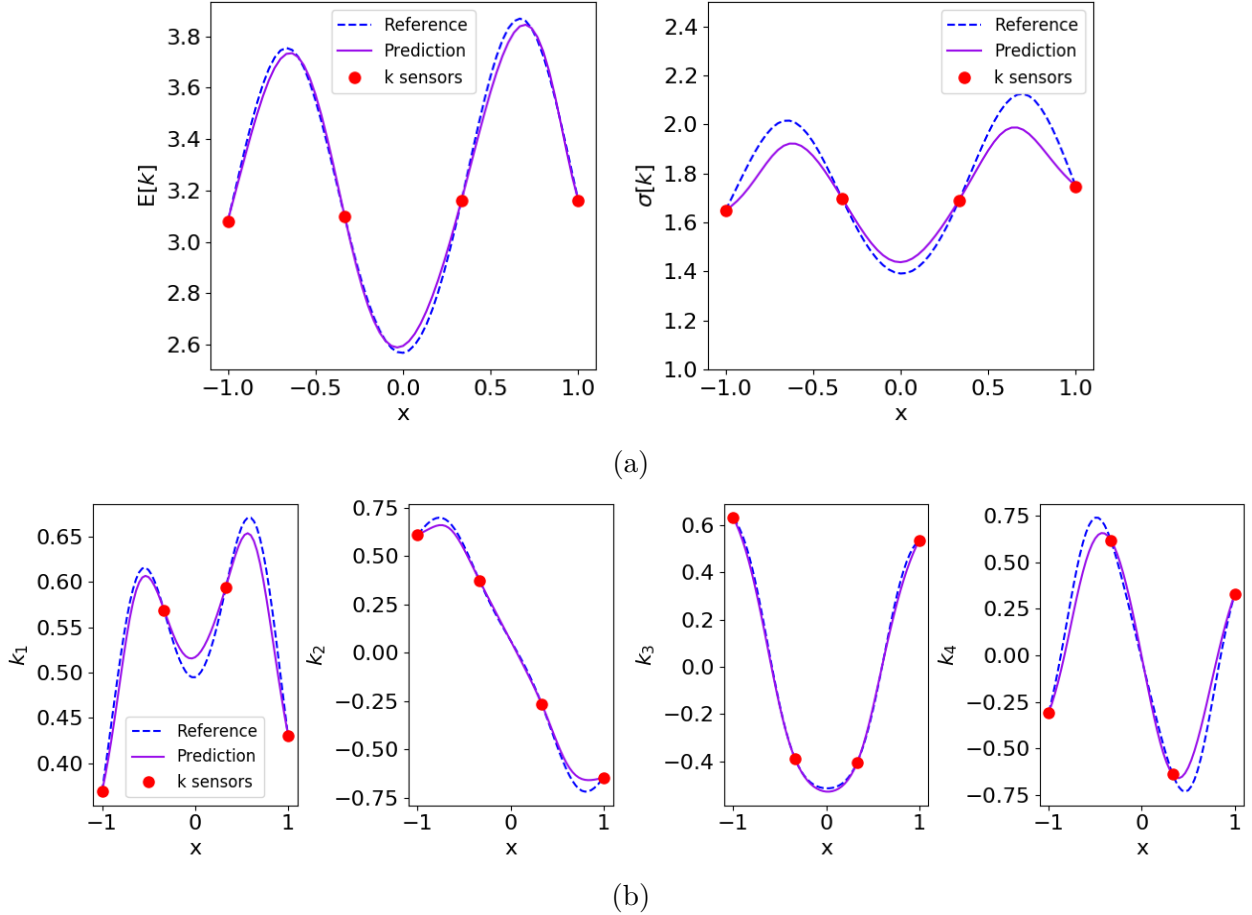 Reference
Prediction
k sensors
3.8
3.6
3.4
3.2
3.0
2.8
2.6
E[k]
−1.0 −0.5 0.0 0.5 1.0
x
Reference
Prediction
k sensors
2.4
2.2
2.0
1.8
1.6
1.4
1.2
1.0
σ[k]
−1.0 −0.5 0.0 0.5 1.0
x
(a)
0.65
0.60
0.55
0.50
0.45
0.40
k₁
Reference
Prediction
k sensors
−1 0 1
x
0.75
0.50
0.25
0.00
−0.25
−0.50
−0.75
k₂
−1 0 1
x
0.6
0.4
0.2
0.0
−0.2
−0.4
k₃
−1 0 1
x
0.75
0.50
0.25
0.00
−0.25
−0.50
−0.75
k₄
−1 0 1
x
(b)